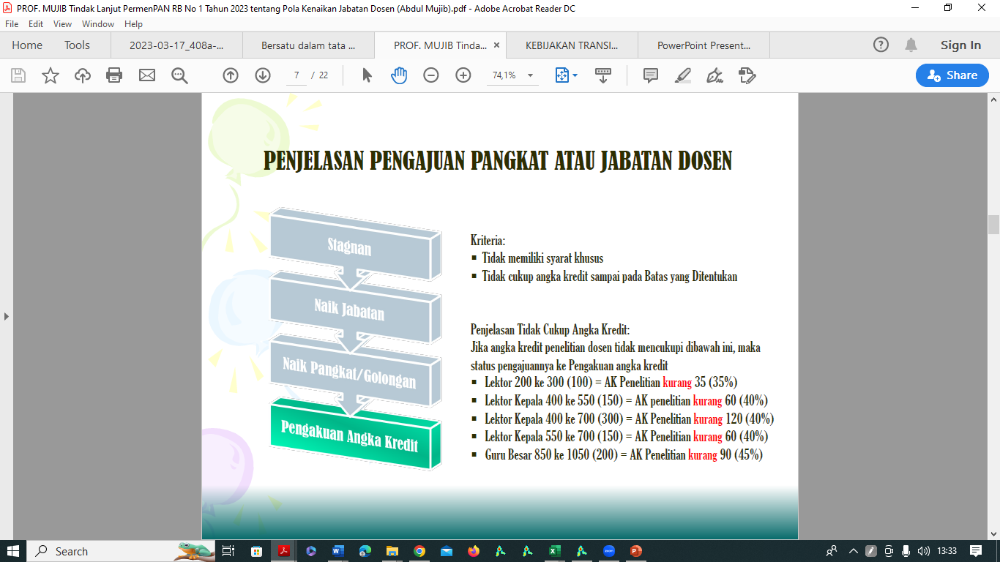 PROF. MUJIB Tindak Lanjut PermenPAN RB No 1 Tahun 2023 tentang Pola Kenaikan Jabatan Dosen (Abdul Mujib).pdf - Adobe Acrobat Reader DC
File Edit View Window Help
Home Tools 2023-03-17_408a-... Bersatu dalam tata ... PROF. MUJIB Tinda... × KEBIJAKAN TRANSI... PowerPoint Present... Sign In
7 / 22 74,1% Share
PENJELASAN PENGAJUAN PANGKAT ATAU JABATAN DOSEN
Stagnan
Naik Jabatan
Naik Pangkat/Golongan
Pengakuan Angka Kredit
Kriteria:
▪ Tidak memiliki syarat khusus
▪ Tidak cukup angka kredit sampai pada Batas yang Ditentukan
Penjelasan Tidak Cukup Angka Kredit:
Jika angka kredit penelitian dosen tidak mencukupi dibawah ini, maka
status pengajuannya ke Pengakuan angka kredit
▪ Lektor 200 ke 300 (100) = AK Penelitian kurang 35 (35%)
▪ Lektor Kepala 400 ke 550 (150) = AK penelitian kurang 60 (40%)
▪ Lektor Kepala 400 ke 700 (300) = AK Penelitian kurang 120 (40%)
▪ Lektor Kepala 550 ke 700 (150) = AK Penelitian kurang 60 (40%)
▪ Guru Besar 850 ke 1050 (200) = AK Penelitian kurang 90 (45%)
Search
13:33